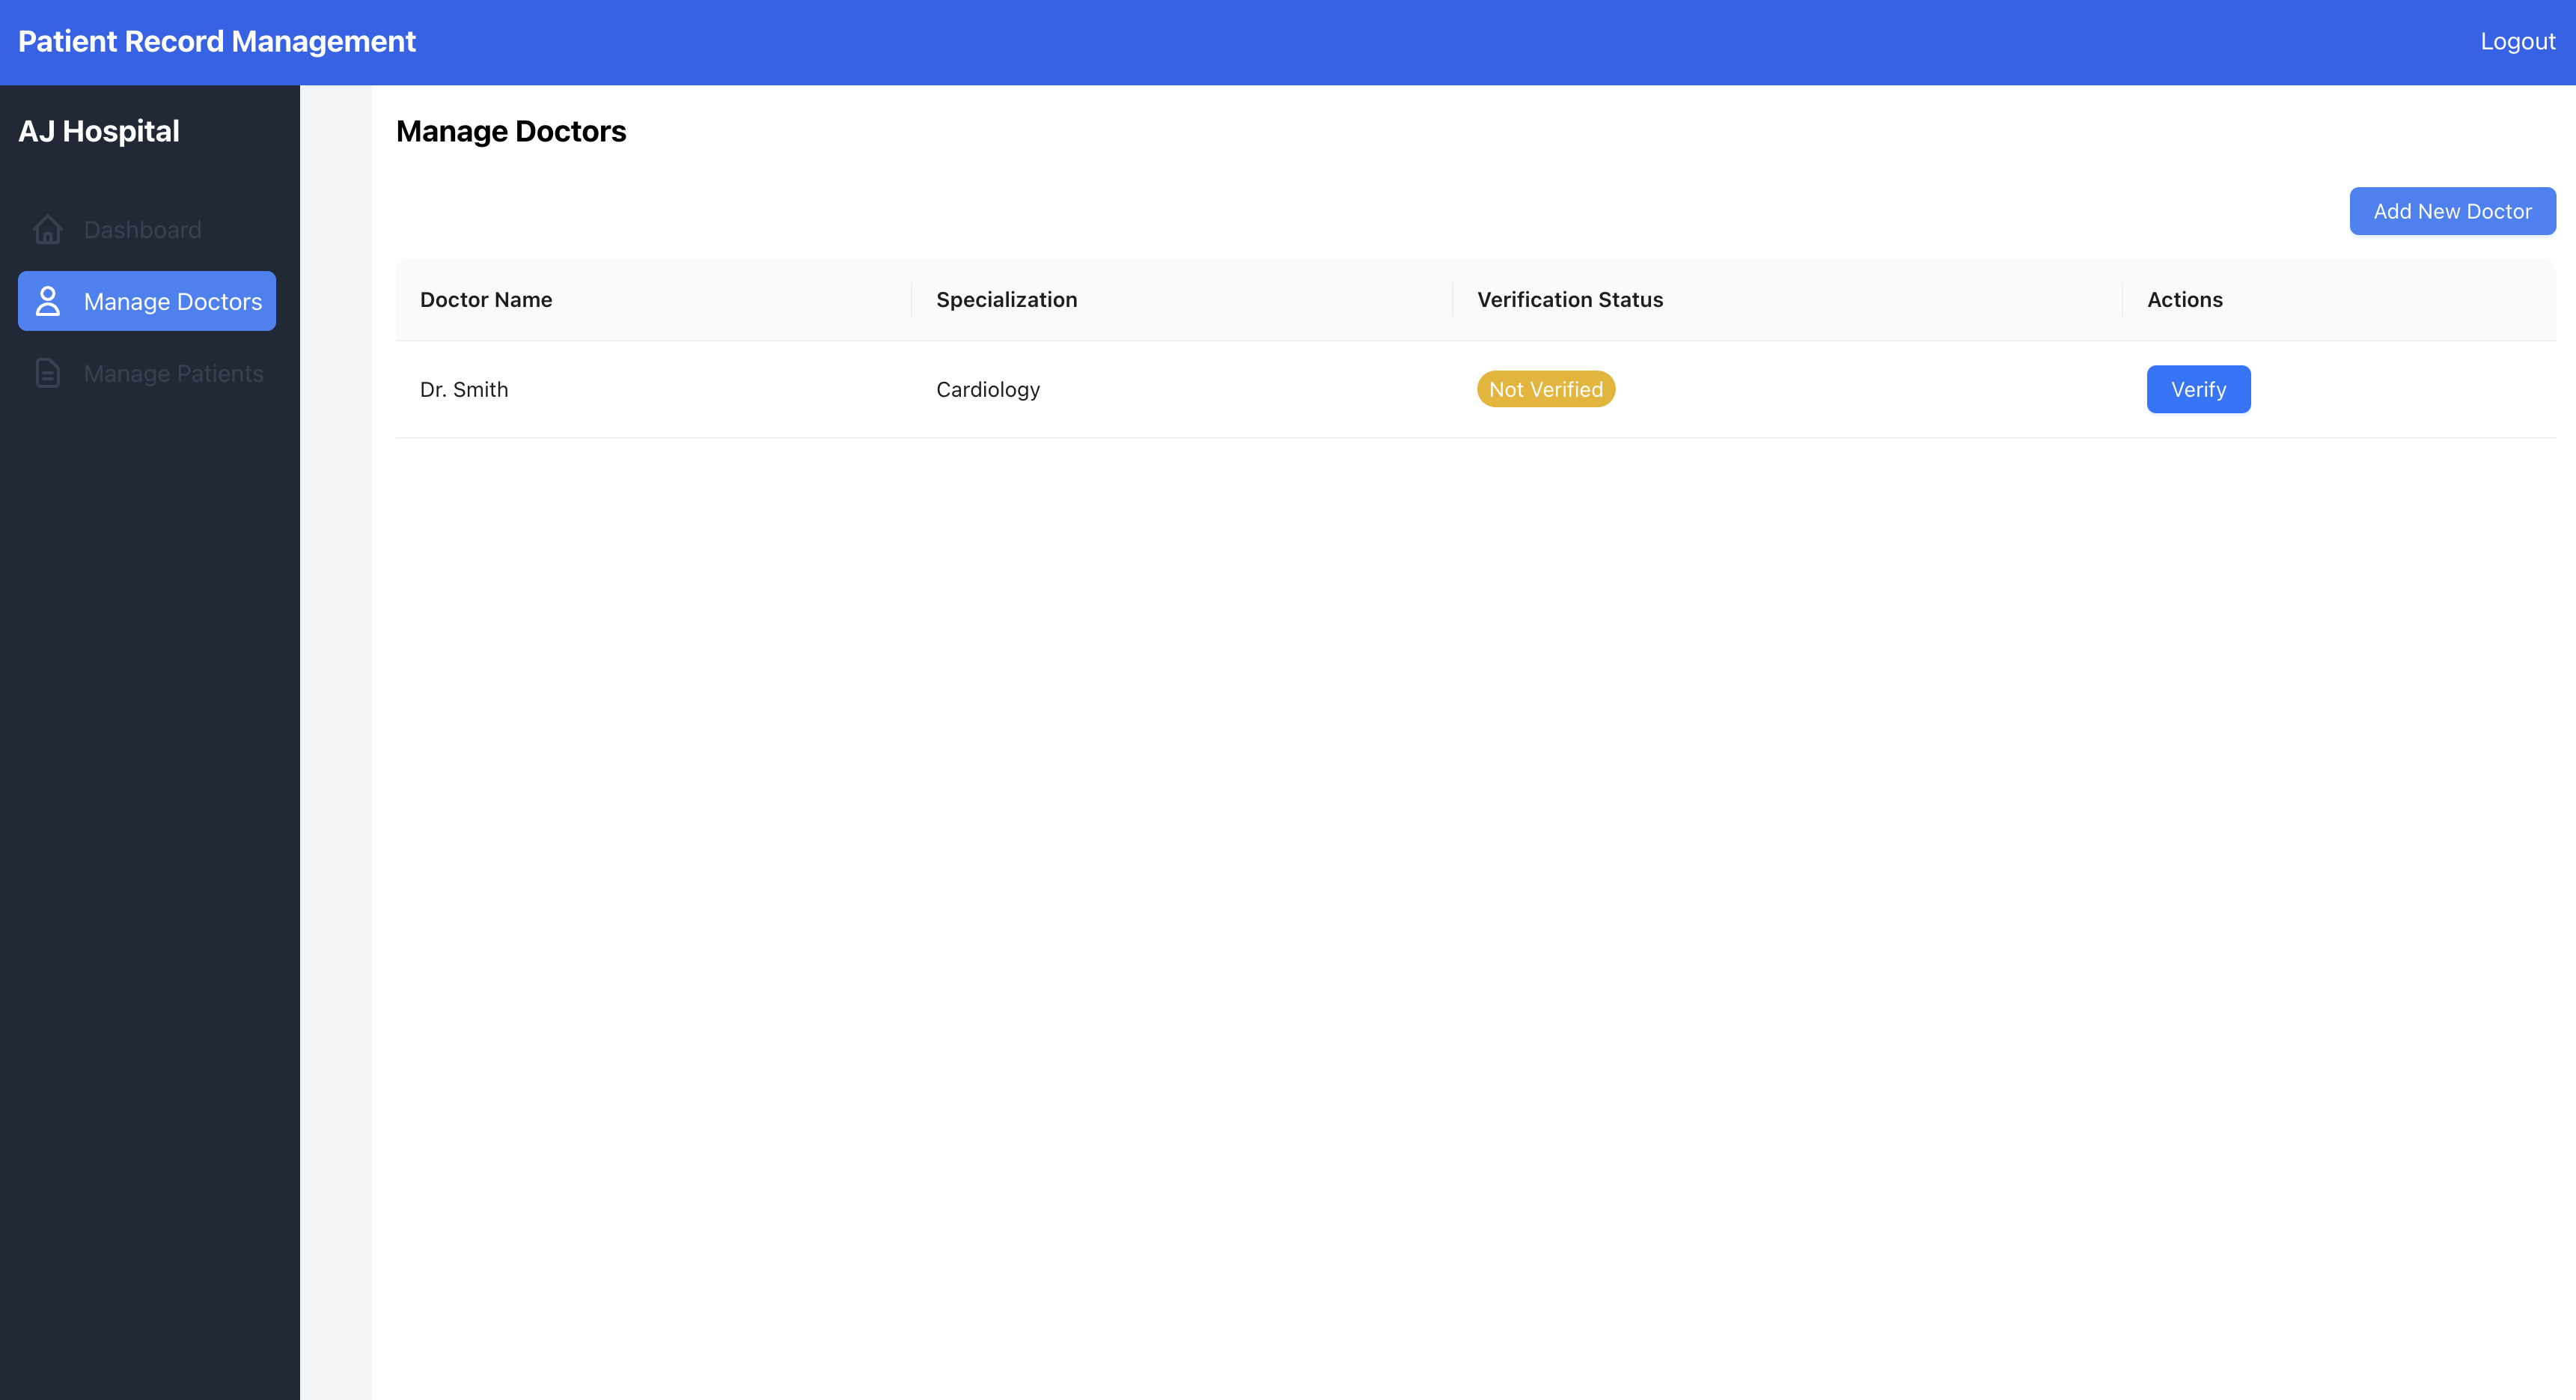 Patient Record Management
Logout
AJ Hospital
Dashboard
Manage Doctors
Manage Patients
Manage Doctors
Add New Doctor
Doctor Name Specialization Verification Status Actions
Dr. Smith Cardiology Not Verified Verify